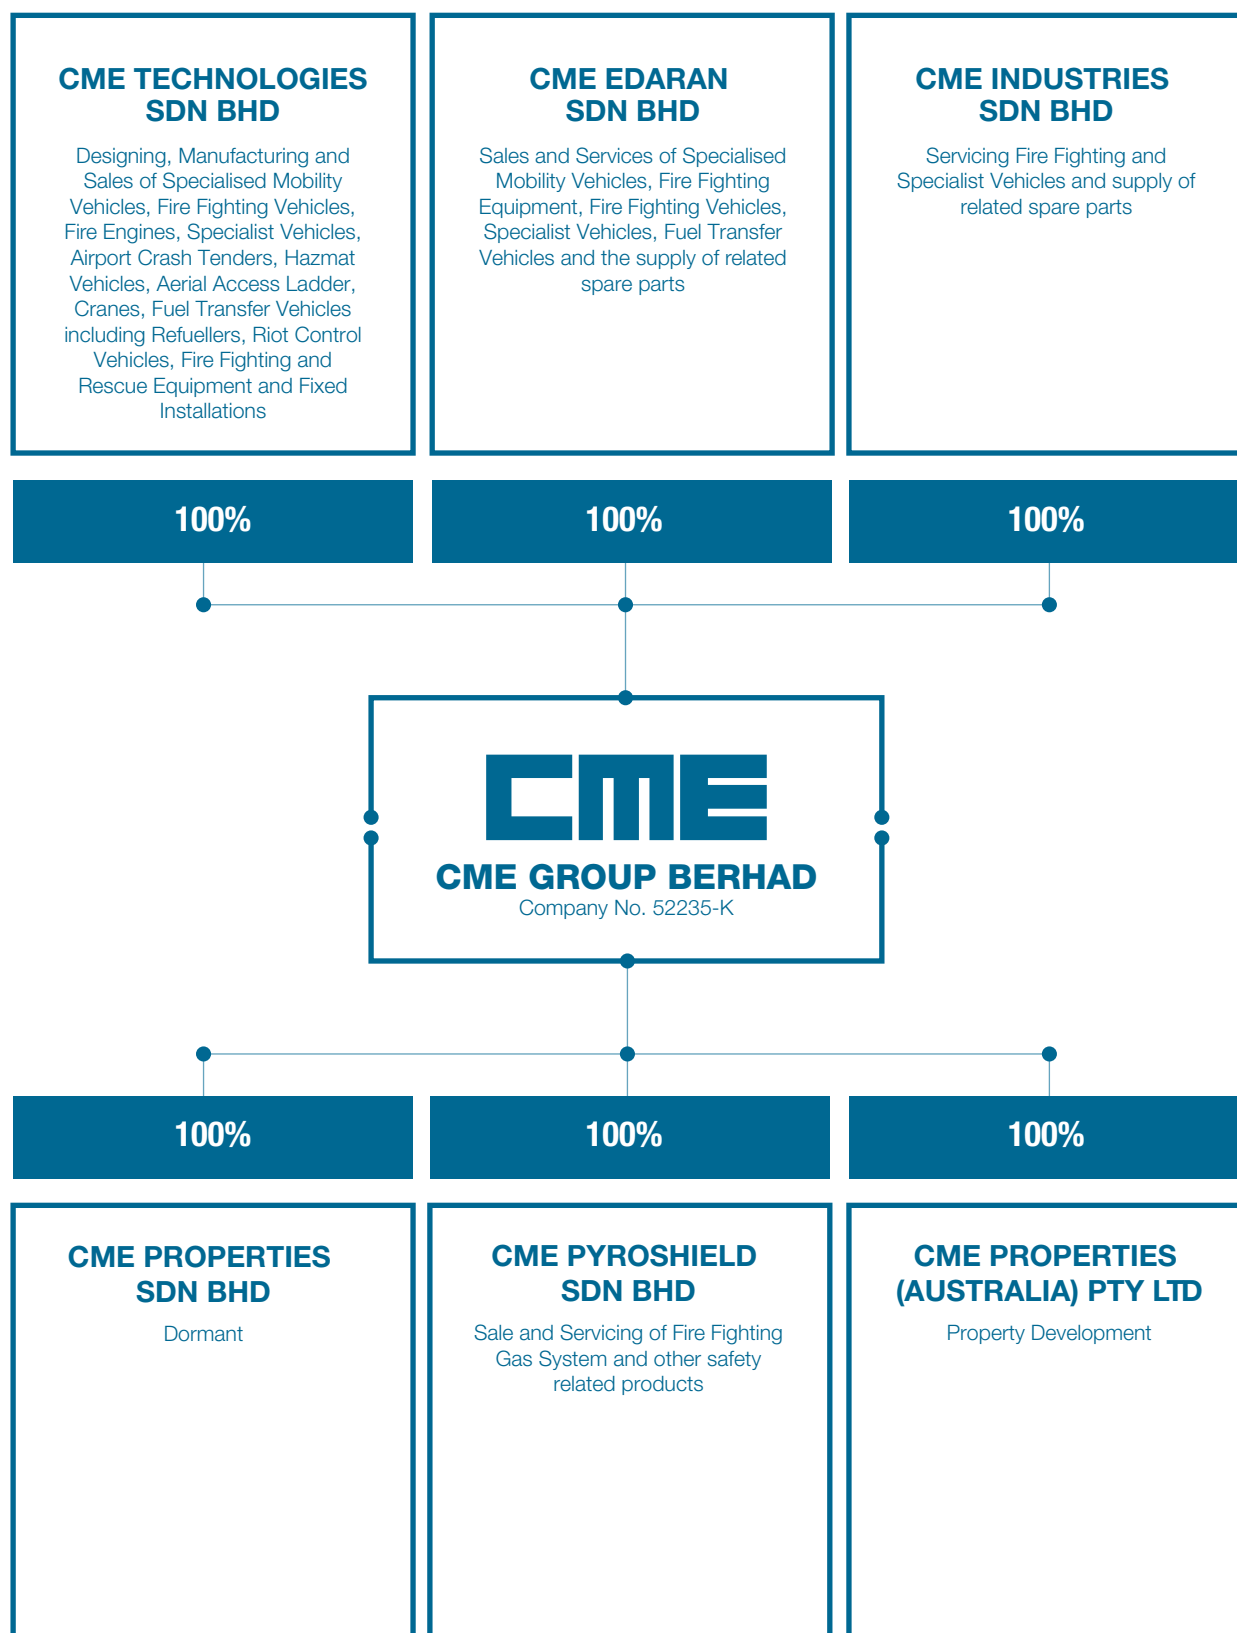 CME TECHNOLOGIES
SDN BHD
Designing, Manufacturing and
Sales of Specialised Mobility
Vehicles, Fire Fighting Vehicles,
Fire Engines, Specialist Vehicles,
Airport Crash Tenders, Hazmat
Vehicles, Aerial Access Ladder,
Cranes, Fuel Transfer Vehicles
including Refuellers, Riot Control
Vehicles, Fire Fighting and
Rescue Equipment and Fixed
Installations
CME EDARAN
SDN BHD
Sales and Services of Specialised
Mobility Vehicles, Fire Fighting
Equipment, Fire Fighting Vehicles,
Specialist Vehicles, Fuel Transfer
Vehicles and the supply of related
spare parts
CME INDUSTRIES
SDN BHD
Servicing Fire Fighting and
Specialist Vehicles and supply of
related spare parts
100%
100%
100%
CME
CME GROUP BERHAD
Company No. 52235-K
100%
100%
100%
CME PROPERTIES
SDN BHD
Dormant
CME PYROSHIELD
SDN BHD
Sale and Servicing of Fire Fighting
Gas System and other safety
related products
CME PROPERTIES
(AUSTRALIA) PTY LTD
Property Development